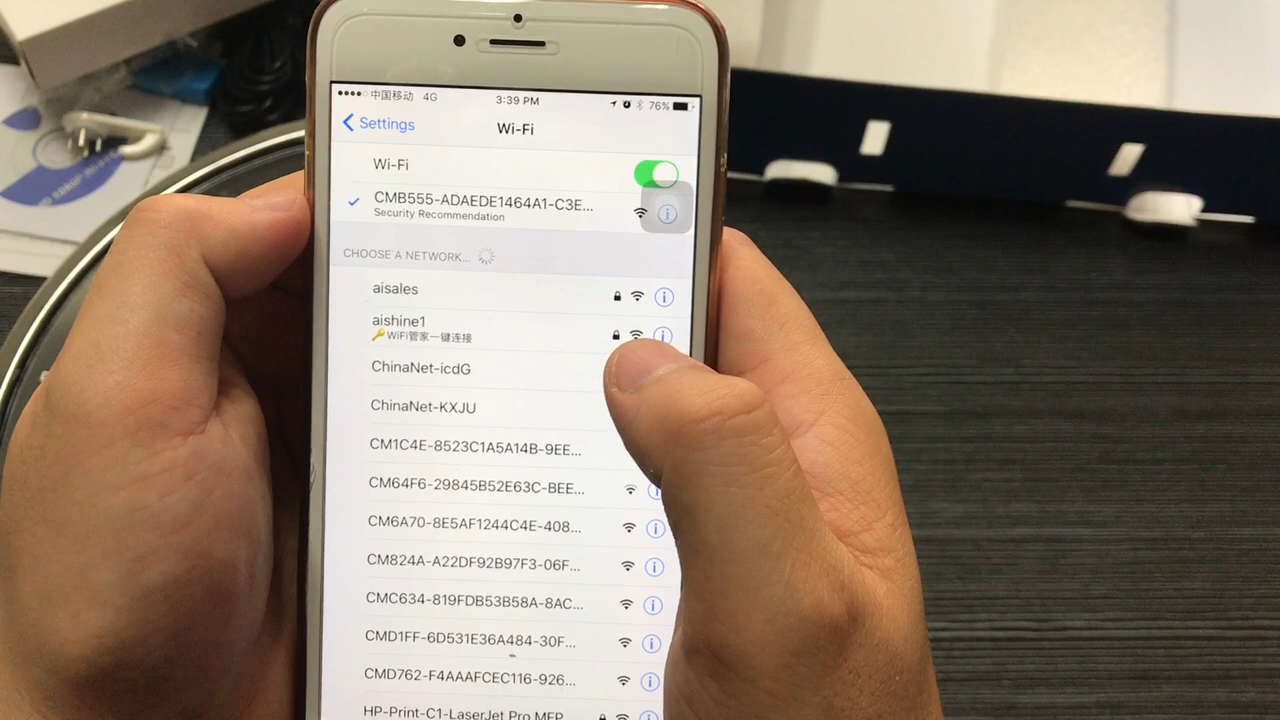 中国移动 4G 3:39 PM 76%
Settings Wi-Fi
Wi-Fi
CMB555-ADAEDE1464A1-C3E...
Security Recommendation
CHOOSE A NETWORK...
aisales
aishine1
🔑WiFi管家一键连接
ChinaNet-icdG
ChinaNet-KXJU
CM1C4E-8523C1A5A14B-9EE...
CM64F6-29845B52E63C-BEE...
CM6A70-8E5AF1244C4E-408...
CM824A-A22DF92B97F3-06F...
CMC634-819FDB53B58A-8AC...
CMD1FF-6D531E36A484-30F...
CMD762-F4AAAFCEC116-926...
HP-Print-C1-LaserJet Pro MFP